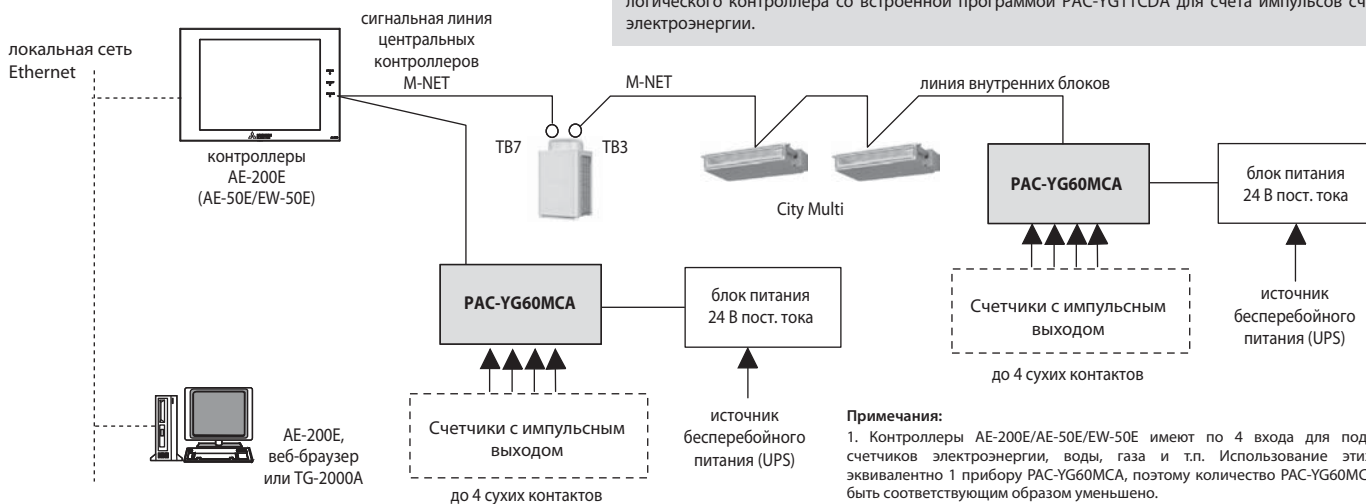 логического контроллера со встроенной программой PAC-YG11CDA для счета импульсов
электроэнергии.
локальная сеть
Ethernet
сигнальная линия
центральных
контроллеров
M-NET
M-NET
линия внутренних блоков
TB7
TB3
контроллеры
AE-200E
(AE-50E/EW-50E)
City Multi
PAC-YG60MCA
блок питания
24 В пост. тока
Счетчики с импульсным
выходом
источник
бесперебойного
питания (UPS)
до 4 сухих контактов
PAC-YG60MCA
блок питания
24 В пост. тока
Счетчики с импульсным
выходом
источник
бесперебойного
питания (UPS)
до 4 сухих контактов
AE-200E,
веб-браузер
или TG-2000A
Примечания:
1. Контроллеры AE-200E/AE-50E/EW-50E имеют по 4 входа для
счетчиков электроэнергии, воды, газа и т.п. Использование
эквивалентно 1 прибору PAC-YG60MCA, поэтому количество
быть соответствующим образом уменьшено.